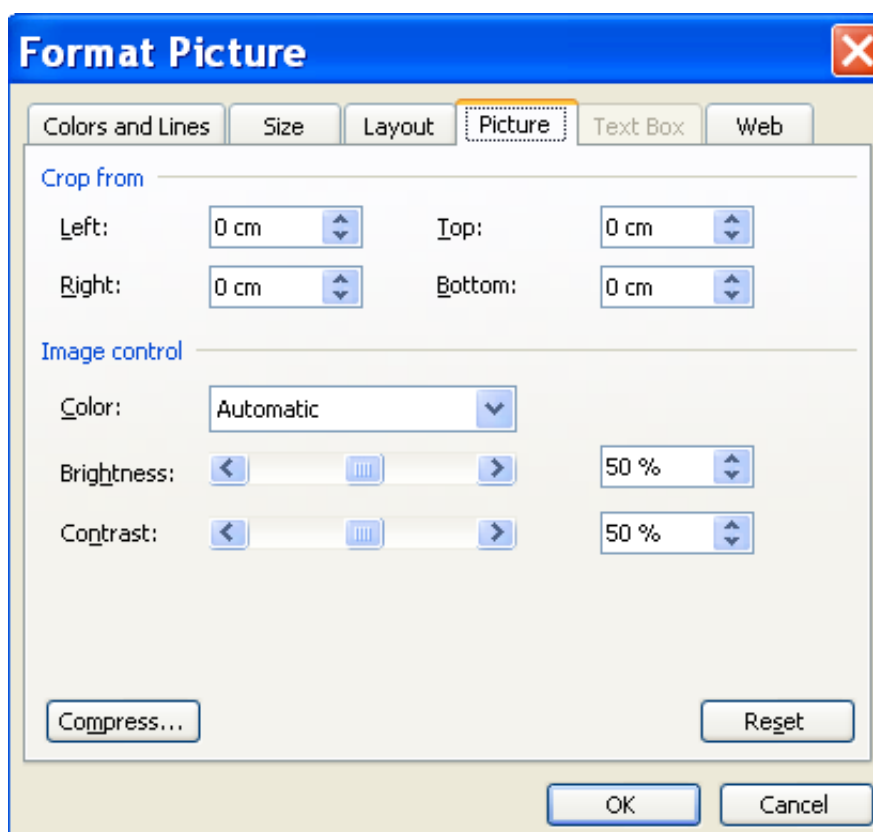 Format Picture
Colors and Lines Size Layout Picture Text Box Web
Crop from
Left: 0 cm Top: 0 cm
Right: 0 cm Bottom: 0 cm
Image control
Color: Automatic
Brightness: 50 %
Contrast: 50 %
Compress... Reset
OK Cancel